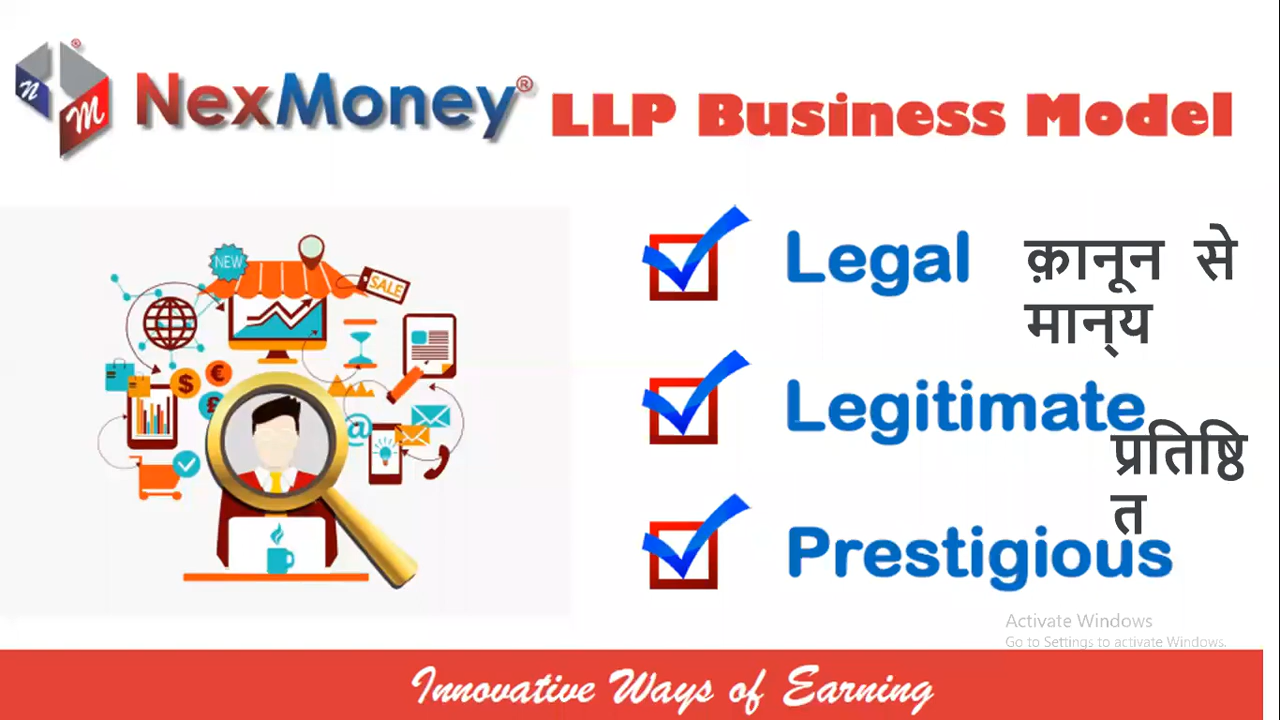 NexMoney® LLP Business Model
NEW
SALE
Legal क़ानून से
मान्य
Legitimate
प्रतिष्ठि
त
Prestigious
Activate Windows
Go to Settings to activate Windows.
Innovative Ways of Earning